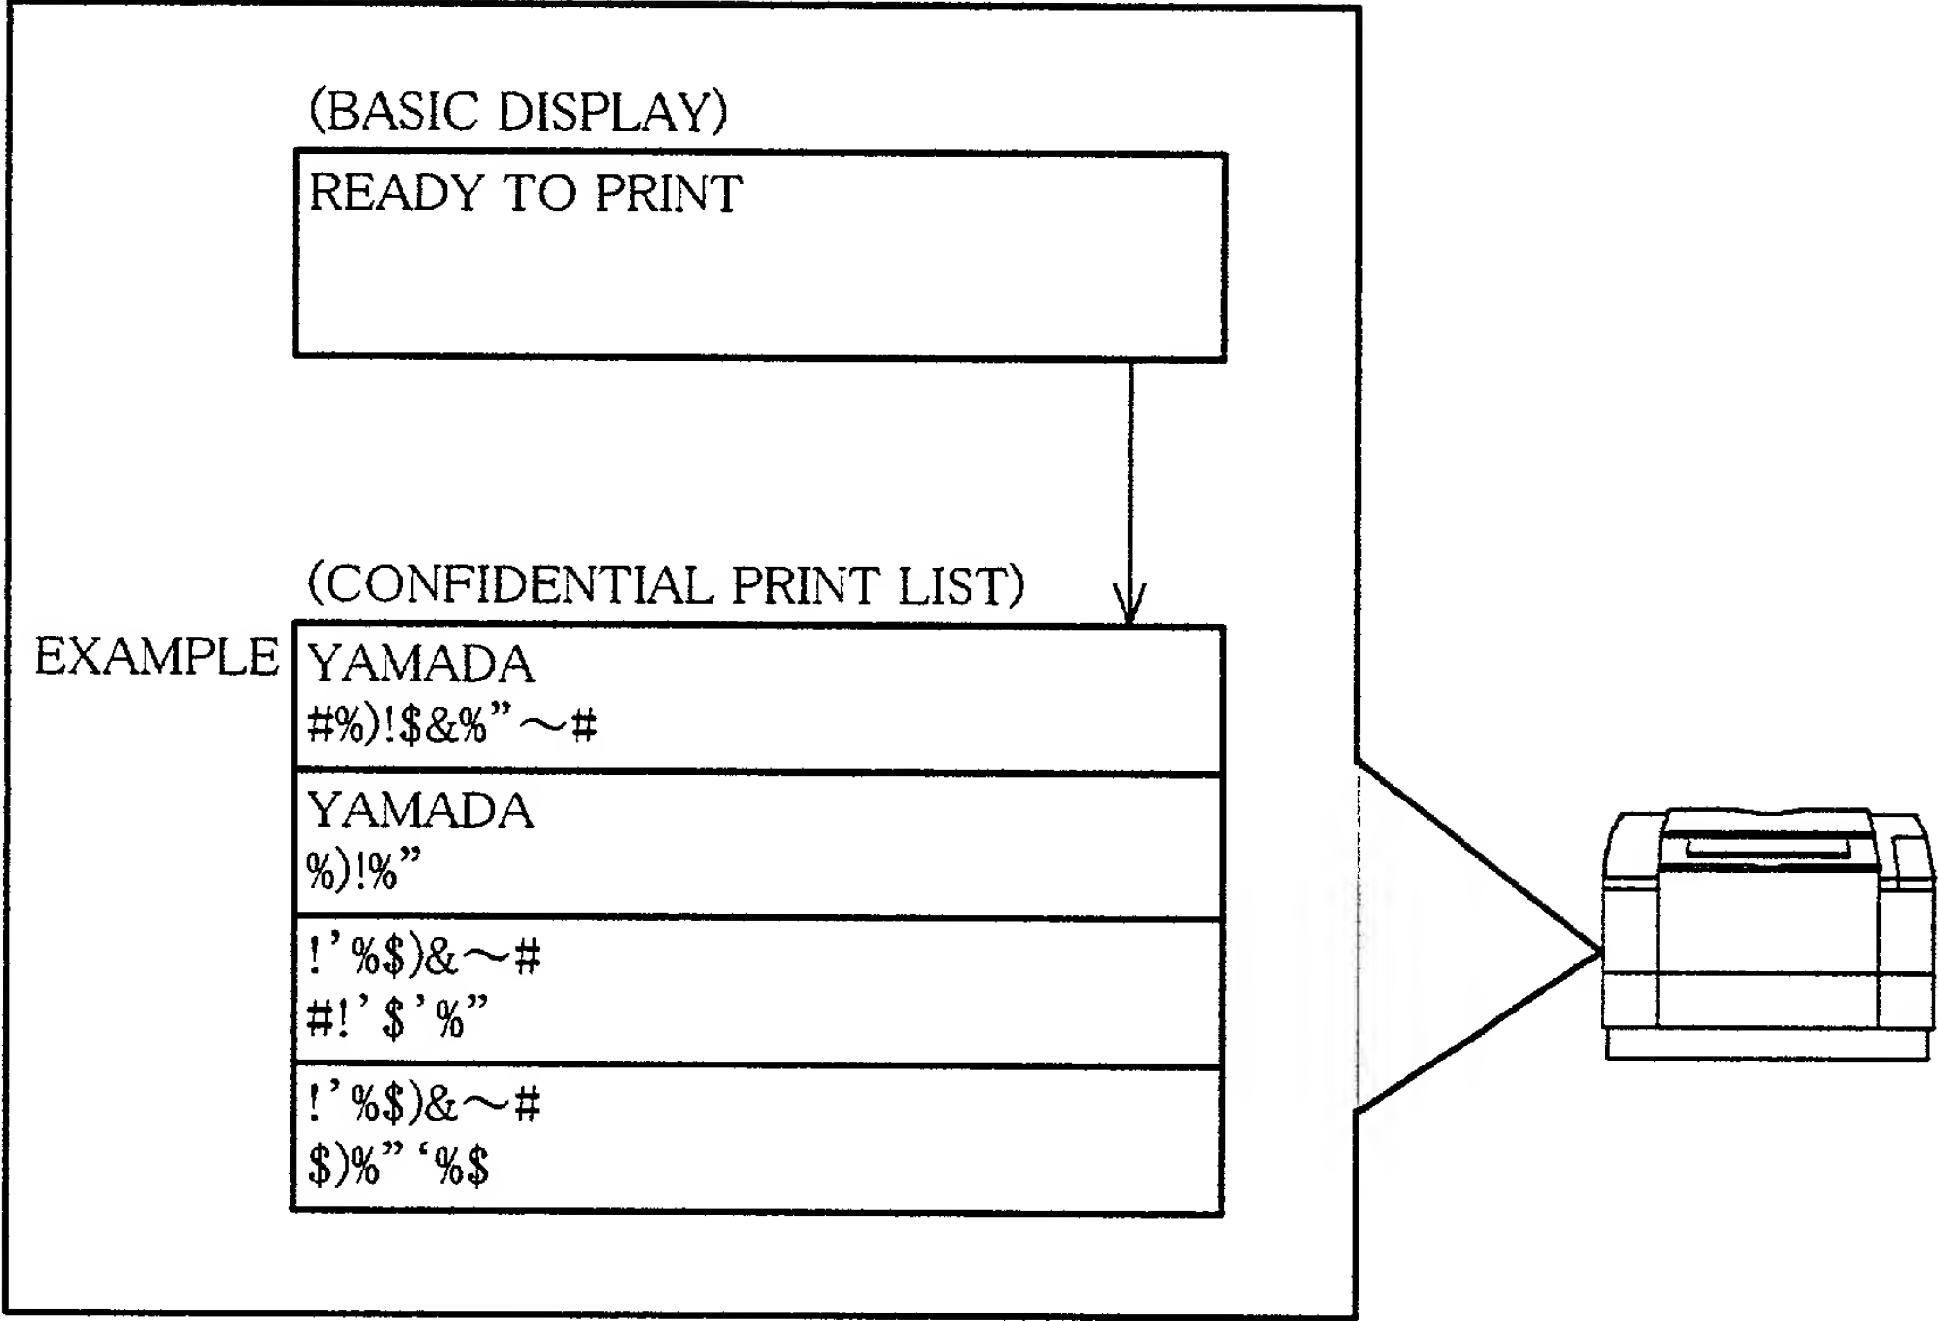 (BASIC DISPLAY)
READY TO PRINT
(CONFIDENTIAL PRINT LIST)
EXAMPLE
YAMADA
#%)!$&%”～#
YAMADA
%)!%”
!’%$)&～#
#!’$’%”
!’%$)&～#
$)%”‘%$